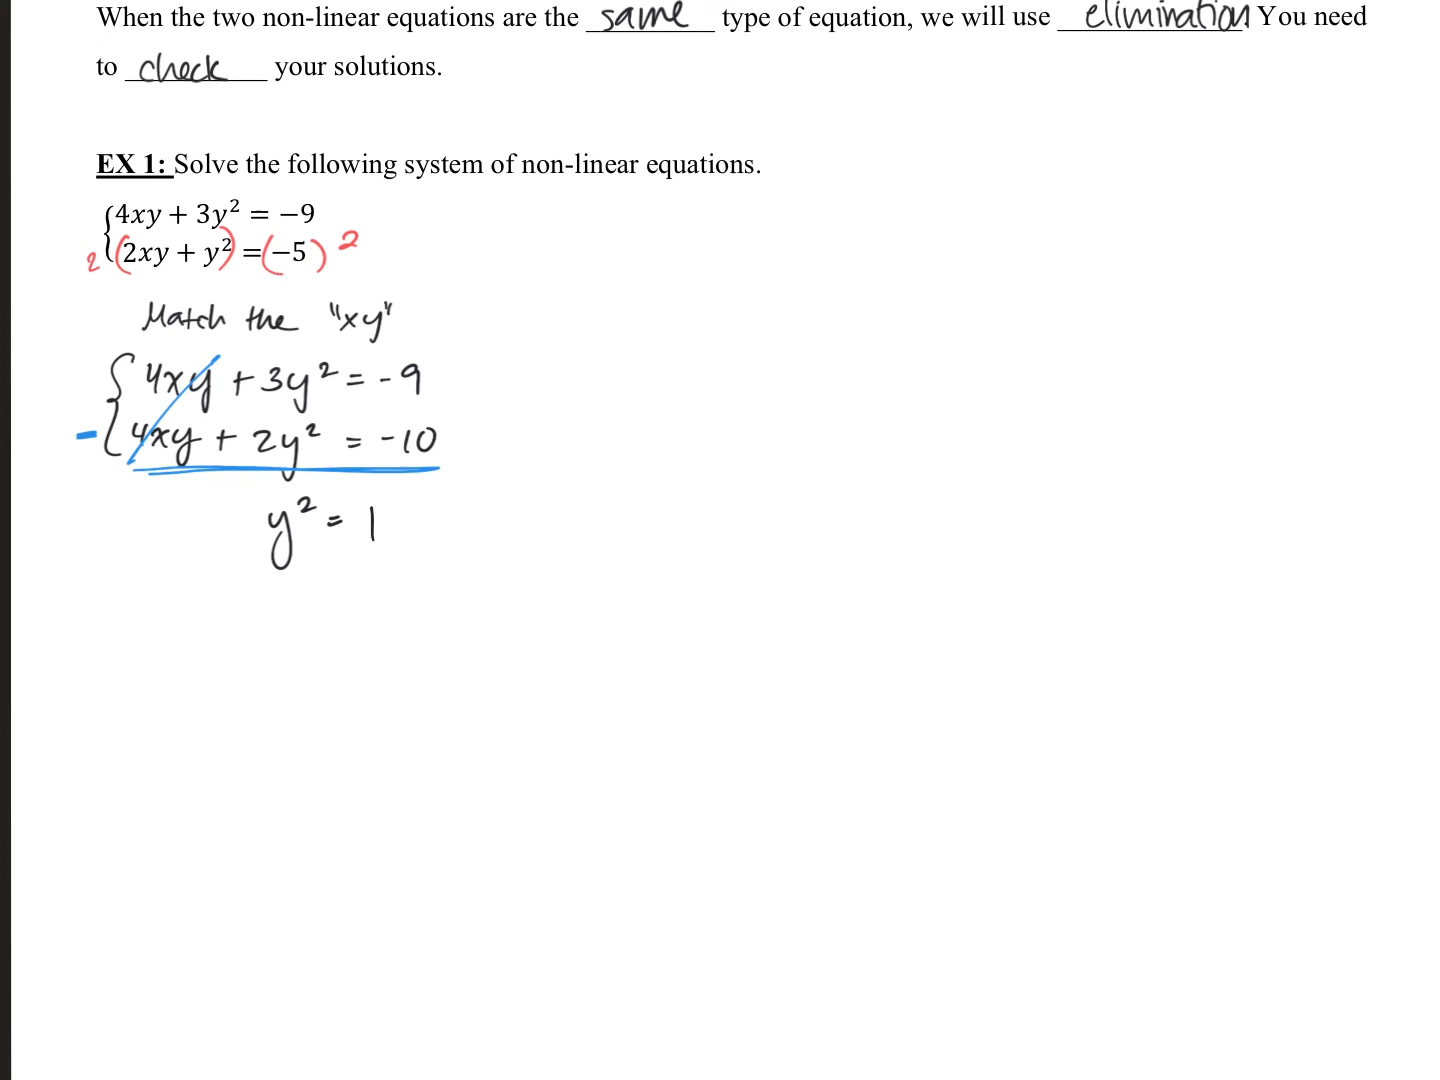 When the two non-linear equations are the same type of equation, we will use elimination You need
to check your solutions.
EX 1: Solve the following system of non-linear equations.
4xy + 3y² = −9
2(2xy + y²) = (−5)2
Match the "xy"
4xy + 3y² = -9
- 4xy + 2y² = -10
y² = 1